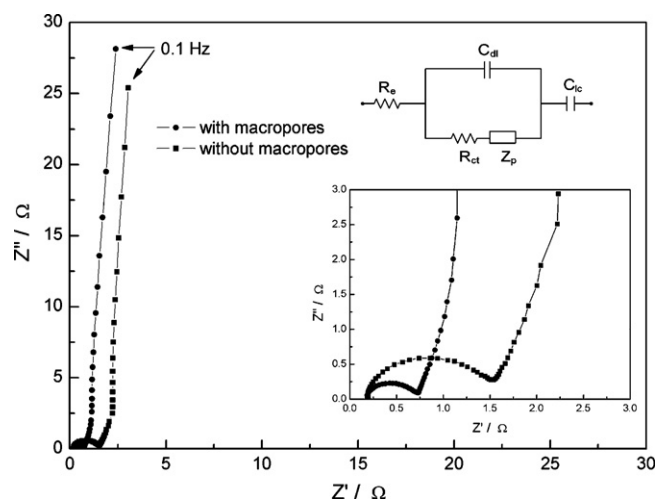 30
25
20
15
10
5
0
Z'' / Ω
0 5 10 15 20 25 30
Z' / Ω
0.1 Hz
with macropores
without macropores
Cdl
Re
Clc
Rct
Zp
3.0
2.5
2.0
1.5
1.0
0.5
0.0
Z'' / Ω
0.0 0.5 1.0 1.5 2.0 2.5 3.0
Z' / Ω